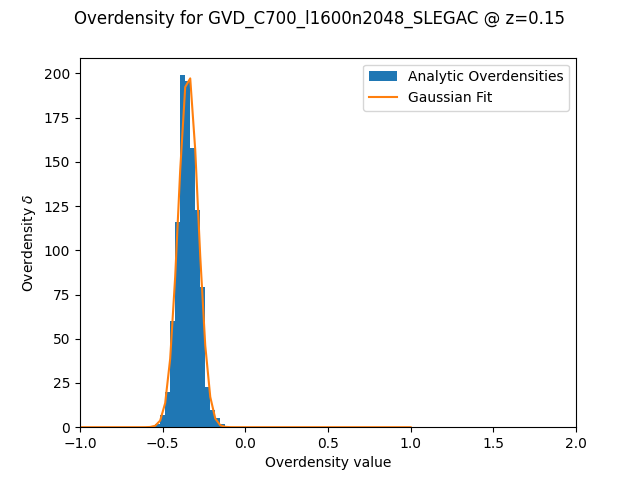 Overdensity for GVD_C700_l1600n2048_SLEGAC @ z=0.15
Analytic Overdensities
Gaussian Fit
Overdensity δ
200
175
150
125
100
75
50
25
0
−1.0 −0.5 0.0 0.5 1.0 1.5 2.0
Overdensity value